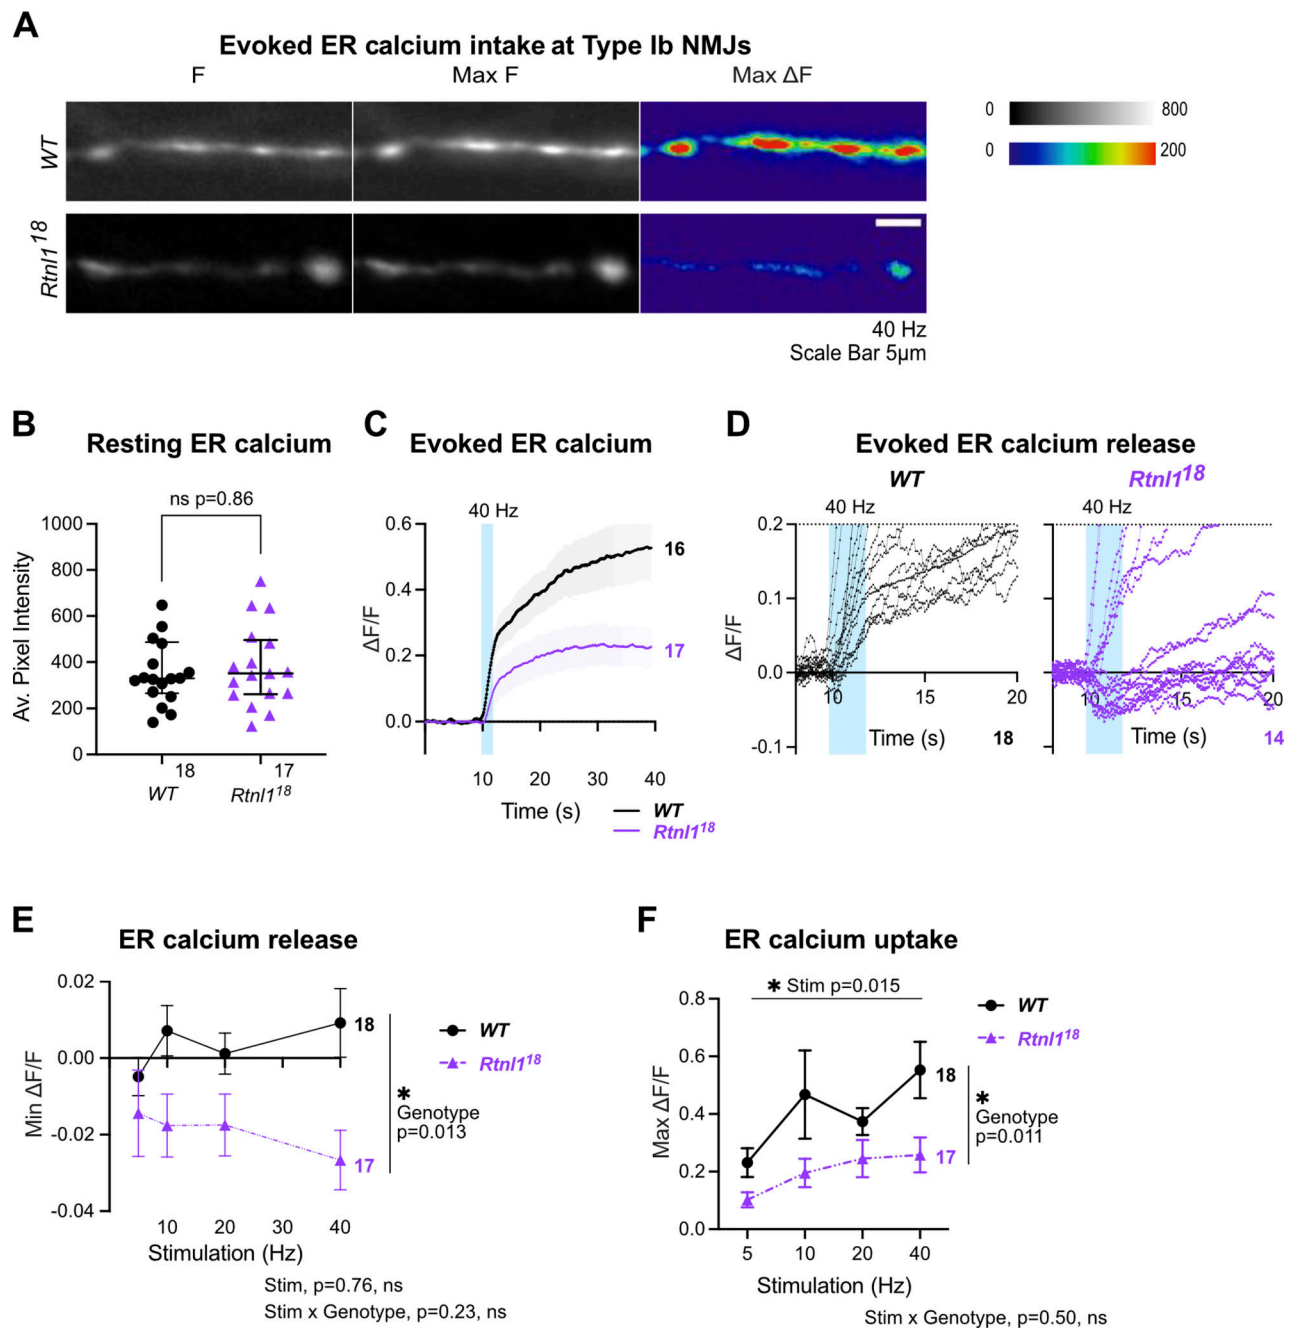 A
Evoked ER calcium intake at Type Ib NMJs
F Max F Max ΔF
WT
Rtnl118
0 800
0 200
40 Hz
Scale Bar 5µm
B
Resting ER calcium
ns p=0.86
Av. Pixel Intensity
1000
800
600
400
200
0
18 17
WT Rtnl118
C
Evoked ER calcium
40 Hz
ΔF/F
0.6
0.4
0.2
0.0
16
17
10 20 30 40
Time (s)
WT
Rtnl118
D
Evoked ER calcium release
WT Rtnl118
40 Hz 40 Hz
ΔF/F
0.2
0.1
0.0
-0.1
10 15 20
10 15 20
Time (s) 18
Time (s) 14
E
ER calcium release
Min ΔF/F
0.02
0.00
-0.02
-0.04
18
17
WT
Rtnl118
*
Genotype
p=0.013
10 20 30 40
Stimulation (Hz)
Stim, p=0.76, ns
Stim x Genotype, p=0.23, ns
F
ER calcium uptake
* Stim p=0.015
Max ΔF/F
0.8
0.6
0.4
0.2
0.0
18
17
WT
Rtnl118
*
Genotype
p=0.011
5 10 20 40
Stimulation (Hz)
Stim x Genotype, p=0.50, ns